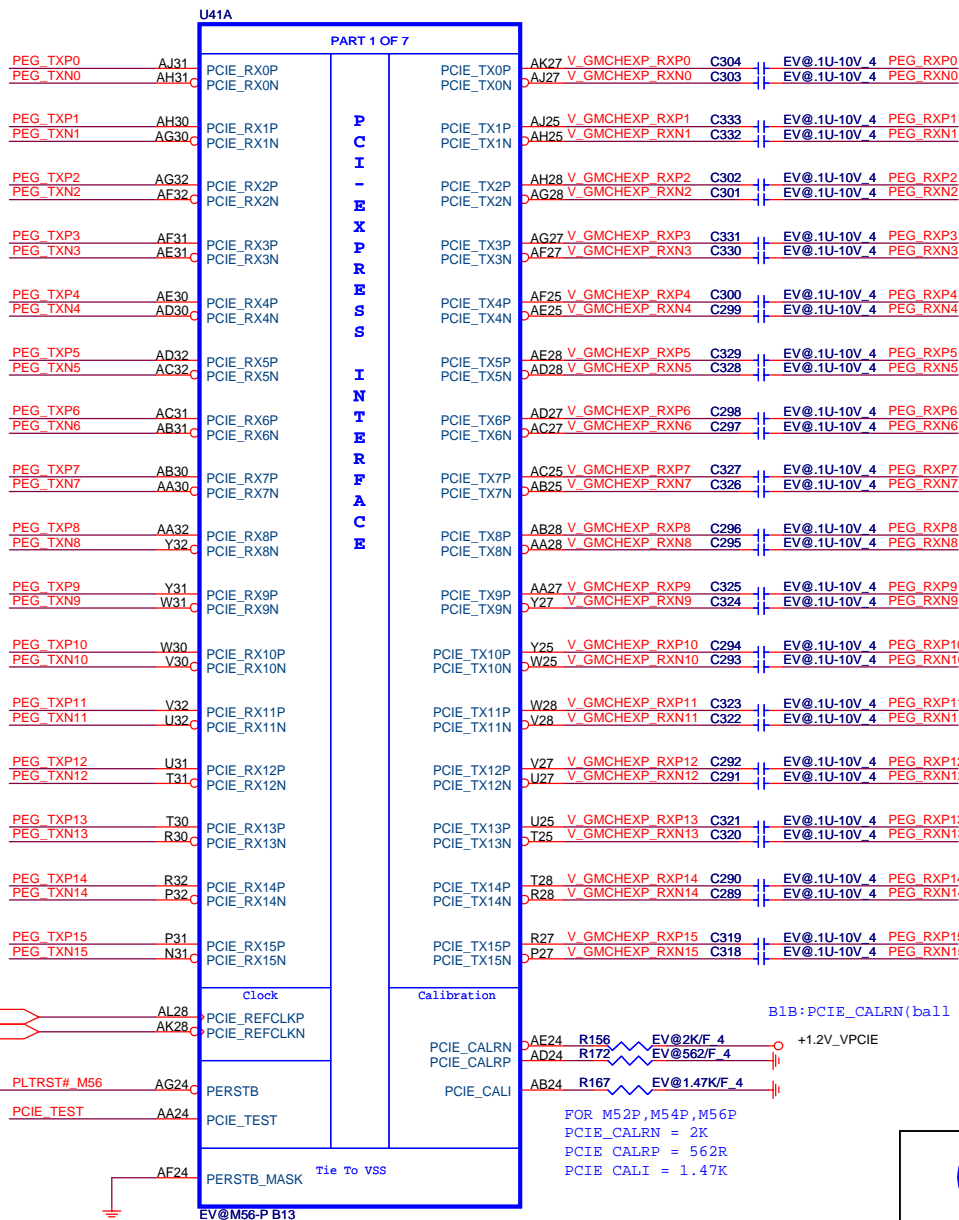 U41A
PART 1 OF 7
PEG_TXP0 AJ31 PCIE_RX0P PCIE_TX0P AK27 V_GMCHEXP_RXP0 C304 EV@.1U-10V_4 PEG_RXP0
PEG_TXN0 AH31 PCIE_RX0N PCIE_TX0N AJ27 V_GMCHEXP_RXN0 C303 EV@.1U-10V_4 PEG_RXN0
PEG_TXP1 AH30 PCIE_RX1P PCIE_TX1P AJ25 V_GMCHEXP_RXP1 C333 EV@.1U-10V_4 PEG_RXP1
PEG_TXN1 AG30 PCIE_RX1N PCIE_TX1N AH25 V_GMCHEXP_RXN1 C332 EV@.1U-10V_4 PEG_RXN1
PEG_TXP2 AG32 PCIE_RX2P PCIE_TX2P AH28 V_GMCHEXP_RXP2 C302 EV@.1U-10V_4 PEG_RXP2
PEG_TXN2 AF32 PCIE_RX2N PCIE_TX2N AG28 V_GMCHEXP_RXN2 C301 EV@.1U-10V_4 PEG_RXN2
PEG_TXP3 AF31 PCIE_RX3P PCIE_TX3P AG27 V_GMCHEXP_RXP3 C331 EV@.1U-10V_4 PEG_RXP3
PEG_TXN3 AE31 PCIE_RX3N PCIE_TX3N AF27 V_GMCHEXP_RXN3 C330 EV@.1U-10V_4 PEG_RXN3
PEG_TXP4 AE30 PCIE_RX4P PCIE_TX4P AF25 V_GMCHEXP_RXP4 C300 EV@.1U-10V_4 PEG_RXP4
PEG_TXN4 AD30 PCIE_RX4N PCIE_TX4N AE25 V_GMCHEXP_RXN4 C299 EV@.1U-10V_4 PEG_RXN4
PEG_TXP5 AD32 PCIE_RX5P PCIE_TX5P AE28 V_GMCHEXP_RXP5 C329 EV@.1U-10V_4 PEG_RXP5
PEG_TXN5 AC32 PCIE_RX5N PCIE_TX5N AD28 V_GMCHEXP_RXN5 C328 EV@.1U-10V_4 PEG_RXN5
PEG_TXP6 AC31 PCIE_RX6P PCIE_TX6P AD27 V_GMCHEXP_RXP6 C298 EV@.1U-10V_4 PEG_RXP6
PEG_TXN6 AB31 PCIE_RX6N PCIE_TX6N AC27 V_GMCHEXP_RXN6 C297 EV@.1U-10V_4 PEG_RXN6
PEG_TXP7 AB30 PCIE_RX7P PCIE_TX7P AC25 V_GMCHEXP_RXP7 C327 EV@.1U-10V_4 PEG_RXP7
PEG_TXN7 AA30 PCIE_RX7N PCIE_TX7N AB25 V_GMCHEXP_RXN7 C326 EV@.1U-10V_4 PEG_RXN7
PEG_TXP8 AA32 PCIE_RX8P PCIE_TX8P AB28 V_GMCHEXP_RXP8 C296 EV@.1U-10V_4 PEG_RXP8
PEG_TXN8 Y32 PCIE_RX8N PCIE_TX8N AA28 V_GMCHEXP_RXN8 C295 EV@.1U-10V_4 PEG_RXN8
PEG_TXP9 Y31 PCIE_RX9P PCIE_TX9P AA27 V_GMCHEXP_RXP9 C325 EV@.1U-10V_4 PEG_RXP9
PEG_TXN9 W31 PCIE_RX9N PCIE_TX9N Y27 V_GMCHEXP_RXN9 C324 EV@.1U-10V_4 PEG_RXN9
PEG_TXP10 W30 PCIE_RX10P PCIE_TX10P Y25 V_GMCHEXP_RXP10 C294 EV@.1U-10V_4 PEG_RXP10
PEG_TXN10 V30 PCIE_RX10N PCIE_TX10N W25 V_GMCHEXP_RXN10 C293 EV@.1U-10V_4 PEG_RXN10
PEG_TXP11 V32 PCIE_RX11P PCIE_TX11P W28 V_GMCHEXP_RXP11 C323 EV@.1U-10V_4 PEG_RXP11
PEG_TXN11 U32 PCIE_RX11N PCIE_TX11N V28 V_GMCHEXP_RXN11 C322 EV@.1U-10V_4 PEG_RXN11
PEG_TXP12 U31 PCIE_RX12P PCIE_TX12P V27 V_GMCHEXP_RXP12 C292 EV@.1U-10V_4 PEG_RXP12
PEG_TXN12 T31 PCIE_RX12N PCIE_TX12N U27 V_GMCHEXP_RXN12 C291 EV@.1U-10V_4 PEG_RXN12
PEG_TXP13 T30 PCIE_RX13P PCIE_TX13P U25 V_GMCHEXP_RXP13 C321 EV@.1U-10V_4 PEG_RXP13
PEG_TXN13 R30 PCIE_RX13N PCIE_TX13N T25 V_GMCHEXP_RXN13 C320 EV@.1U-10V_4 PEG_RXN13
PEG_TXP14 R32 PCIE_RX14P PCIE_TX14P T28 V_GMCHEXP_RXP14 C290 EV@.1U-10V_4 PEG_RXP14
PEG_TXN14 P32 PCIE_RX14N PCIE_TX14N R28 V_GMCHEXP_RXN14 C289 EV@.1U-10V_4 PEG_RXN14
PEG_TXP15 P31 PCIE_RX15P PCIE_TX15P R27 V_GMCHEXP_RXP15 C319 EV@.1U-10V_4 PEG_RXP15
PEG_TXN15 N31 PCIE_RX15N PCIE_TX15N P27 V_GMCHEXP_RXN15 C318 EV@.1U-10V_4 PEG_RXN15
PCI-EXPRESS INTERFACE
Clock Calibration
AL28 PCIE_REFCLKP B1B:PCIE_CALRN(ball
AK28 PCIE_REFCLKN
PCIE_CALRN AE24 R156 EV@2K/F_4 +1.2V_VPCIE
PCIE_CALRP AD24 R172 EV@562/F_4
PLTRST#_M56 AG24 PERSTB PCIE_CALI AB24 R167 EV@1.47K/F_4
PCIE_TEST AA24 PCIE_TEST
FOR M52P,M54P,M56P
PCIE_CALRN = 2K
PCIE CALRP = 562R
PCIE CALI = 1.47K
Tie To VSS
AF24 PERSTB_MASK
EV@M56-P B13